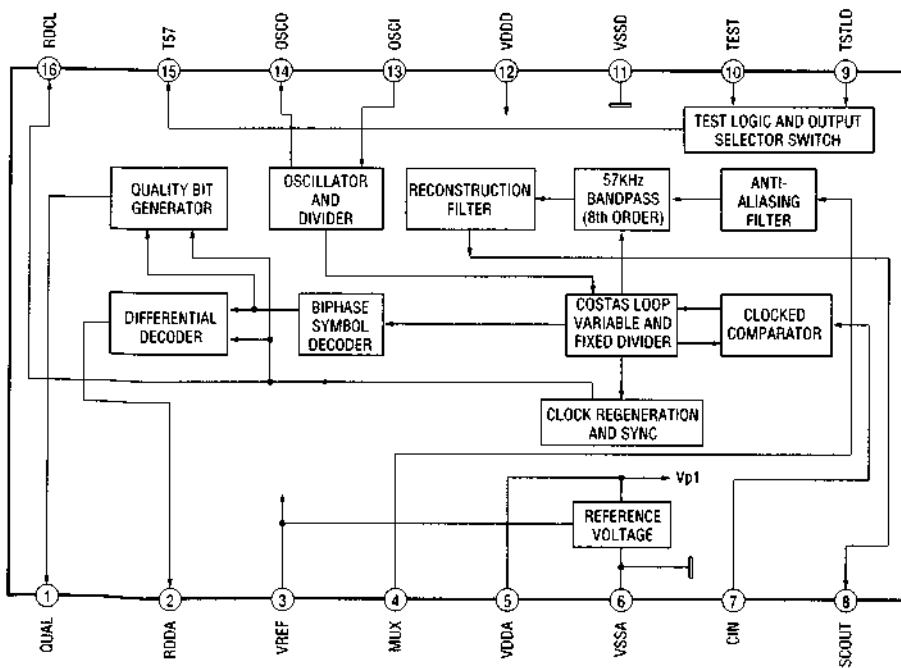 RDCL
T57
OSCO
OSCI
VDDD
VSSD
TEST
TSTLD
16
15
14
13
12
11
10
9
TEST LOGIC AND OUTPUT
SELECTOR SWITCH
QUALITY BIT
GENERATOR
OSCILLATOR
AND
DIVIDER
RECONSTRUCTION
FILTER
57KHz
BANDPASS
(8th ORDER)
ANTI-
ALIASING
FILTER
DIFFERENTIAL
DECODER
BIPHASE
SYMBOL
DECODER
COSTAS LOOP
VARIABLE AND
FIXED DIVIDER
CLOCKED
COMPARATOR
CLOCK REGENERATION
AND SYNC
Vp1
REFERENCE
VOLTAGE
1
2
3
4
5
6
7
8
QUAL
RDDA
VREF
MUX
VDDA
VSSA
CIN
SCOUT